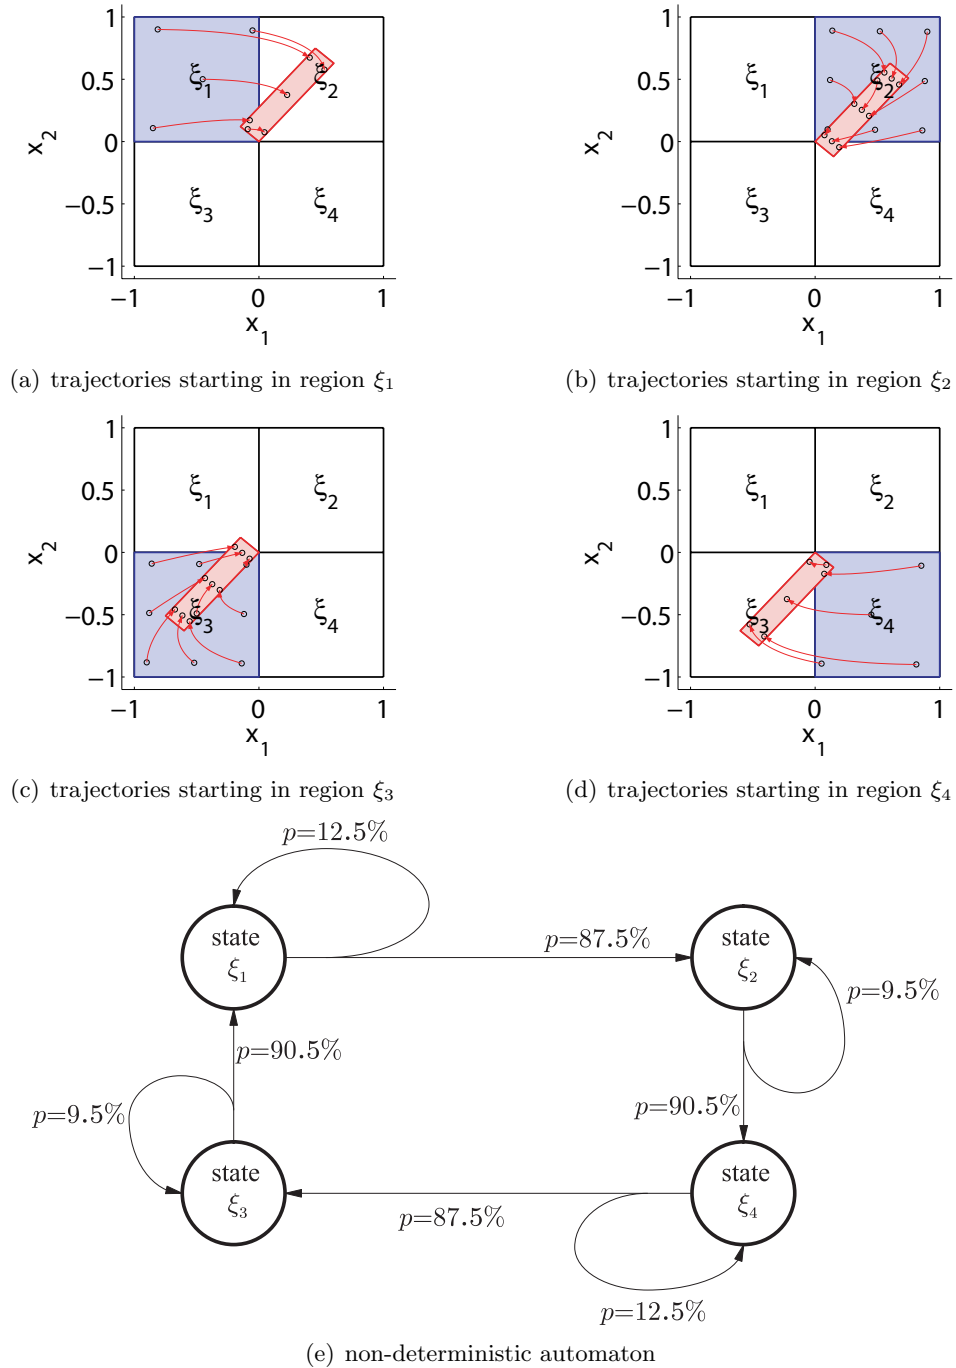 1
0.5
0
−0.5
−1
x2
ξ1
ξ2
ξ3
ξ4
−1 0 1
x1
(a) trajectories starting in region ξ1
1
0.5
0
−0.5
−1
x2
ξ1
ξ2
ξ3
ξ4
−1 0 1
x1
(b) trajectories starting in region ξ2
1
0.5
0
−0.5
−1
x2
ξ1
ξ2
ξ3
ξ4
−1 0 1
x1
(c) trajectories starting in region ξ3
1
0.5
0
−0.5
−1
x2
ξ1
ξ2
ξ3
ξ4
−1 0 1
x1
(d) trajectories starting in region ξ4
p=12.5%
state
ξ1
p=87.5%
state
ξ2
p=9.5%
p=90.5%
p=90.5%
p=9.5%
state
ξ3
p=87.5%
state
ξ4
p=12.5%
(e) non-deterministic automaton